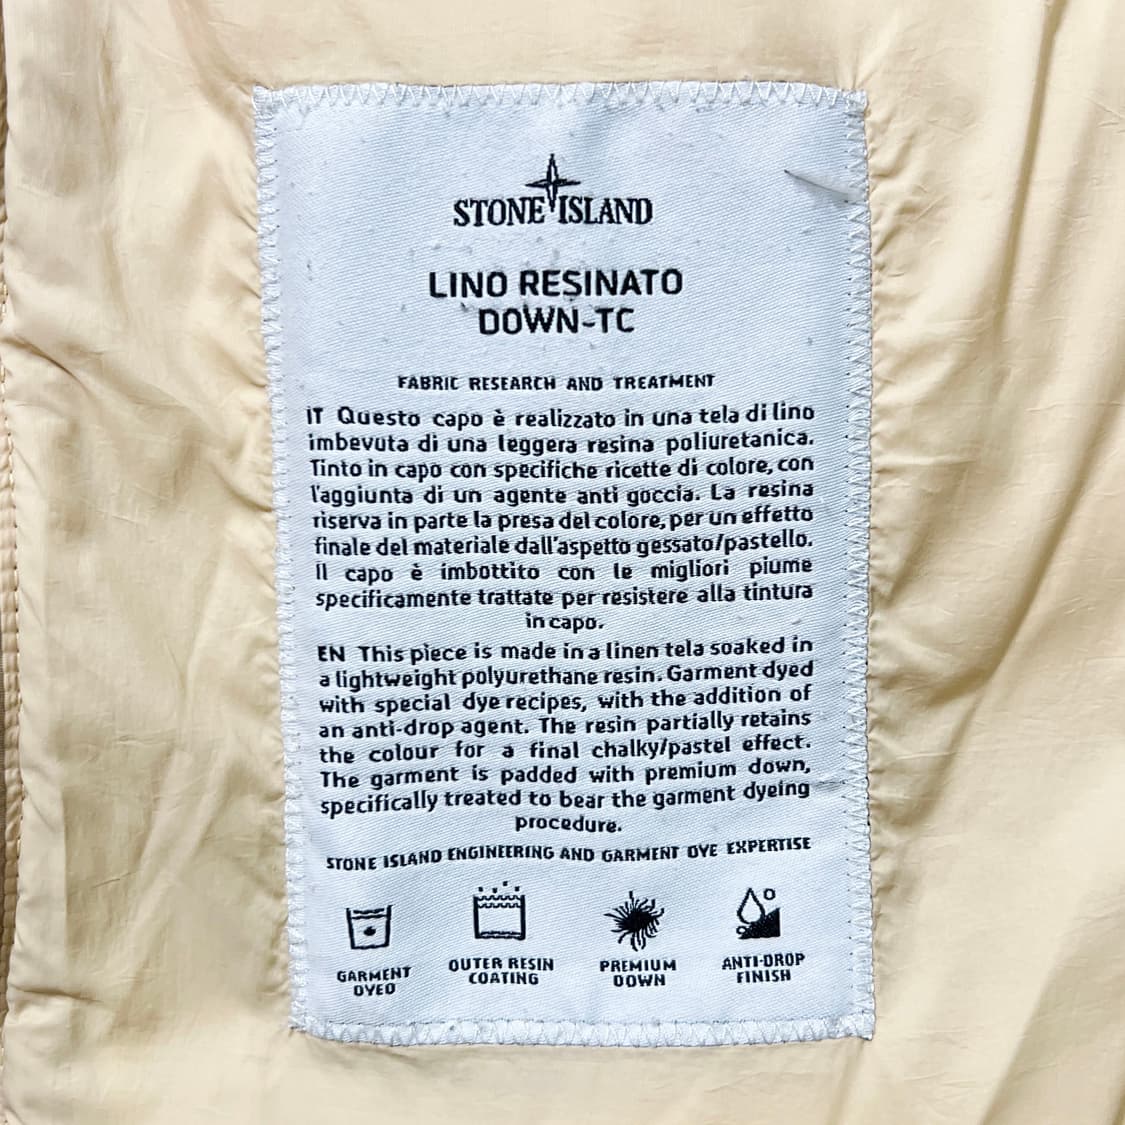 STONE ISLAND
LINO RESINATO
DOWN-TC
FABRIC RESEARCH AND TREATMENT
IT Questo capo è realizzato in una tela di lino
imbevuta di una leggera resina poliuretanica.
Tinto in capo con specifiche ricette di colore, con
l'aggiunta di un agente anti goccia. La resina
riserva in parte la presa del colore, per un effetto
finale del materiale dall'aspetto gessato/pastello.
Il capo è imbottito con le migliori piume
specificamente trattate per resistere alla tintura
in capo.
EN This piece is made in a linen tela soaked in
a lightweight polyurethane resin. Garment dyed
with special dye recipes, with the addition of
an anti-drop agent. The resin partially retains
the colour for a final chalky/pastel effect.
The garment is padded with premium down,
specifically treated to bear the garment dyeing
procedure.
STONE ISLAND ENGINEERING AND GARMENT DYE EXPERTISE
GARMENT
DYED
OUTER RESIN
COATING
PREMIUM
DOWN
ANTI-DROP
FINISH